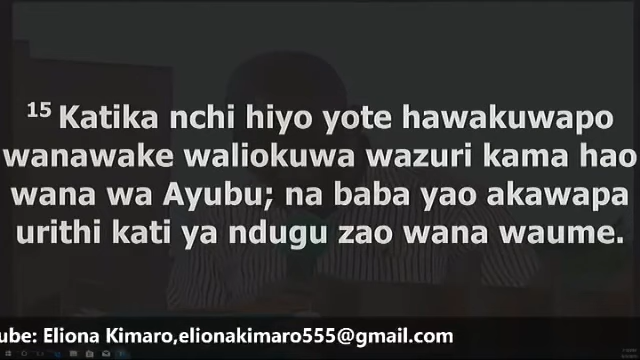 15 Katika nchi hiyo yote hawakuwapo
wanawake waliokuwa wazuri kama hao
wana wa Ayubu; na baba yao akawapa
urithi kati ya ndugu zao wana waume.
ube: Eliona Kimaro,elionakimaro555@gmail.com